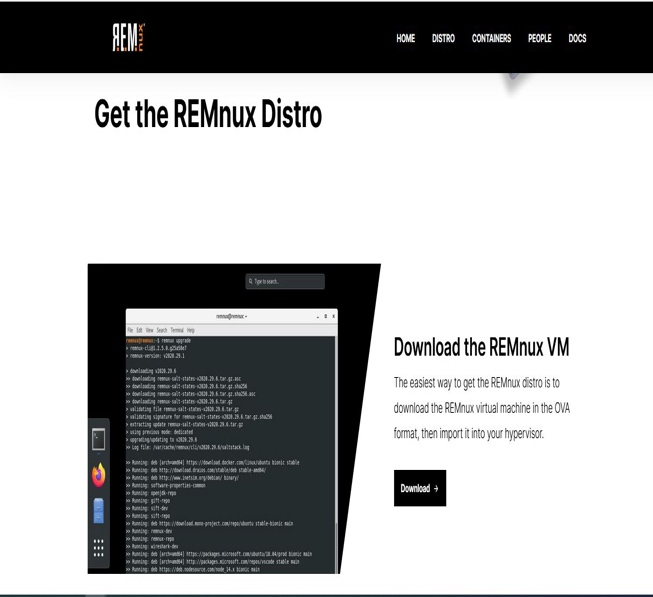 REM
nux
HOME DISTRO CONTAINERS PEOPLE DOCS
Get the REMnux Distro
Type to search...
remnux@remnux: ~
File Edit View Search Terminal Help
remnux@remnux:~$ remnux upgrade
> remnux-version: v2020.29.1
> downloading v2020.29.6
>> downloading remnux-salt-states-v2020.29.6.tar.gz.asc
>> downloading remnux-salt-states-v2020.29.6.tar.gz.sha256
>> downloading remnux-salt-states-v2020.29.6.tar.gz.sha256.asc
>> downloading remnux-salt-states-v2020.29.6.tar.gz
> validating file remnux-salt-states-v2020.29.6.tar.gz
> validating signature for remnux-salt-states-v2020.29.6.tar.gz.sha256
> extracting update remnux-salt-states-v2020.29.6.tar.gz
> using previous mode: dedicated
> upgrading/updating to v2020.29.6
>> Log file: /var/cache/remnux/cli/v2020.29.6/saltstack.log
>> Running: deb [arch=amd64] https://download.docker.com/linux/ubuntu bionic stable
>> Running: deb http://download.draios.com/stable/deb stable-amd64/
>> Running: deb http://www.inetsim.org/debian/ binary/
>> Running: software-properties-common
>> Running: openjdk-repo
>> Running: gift-repo
>> Running: sift-dev
>> Running: sift-repo
>> Running: deb https://download.mono-project.com/repo/ubuntu stable-bionic main
>> Running: remnux-dev
>> Running: remnux-repo
>> Running: wireshark-dev
>> Running: deb [arch=amd64] https://packages.microsoft.com/ubuntu/18.04/prod bionic main
>> Running: deb [arch=amd64] http://packages.microsoft.com/repos/vscode stable main
>> Running: deb https://deb.nodesource.com/node_14.x bionic main
Download the REMnux VM
The easiest way to get the REMnux distro is to
download the REMnux virtual machine in the OVA
format, then import it into your hypervisor.
Download →